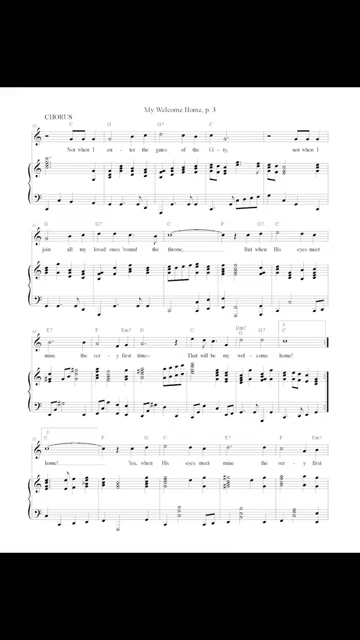 My Welcome Home, p. 3
CHORUS
C G G7 C
Not when I en - ter the gates of the Ci - ty, not when I
G G7 C F G7sus C
join all my loved ones 'round the throne, But when His eyes meet
E7 F Em7 D C G G7 1. C
mine the ver - y first time - That will be my wel - come home!
2.
C F G C E7 F Em7
home! Yes, when His eyes meet mine the ver - y first